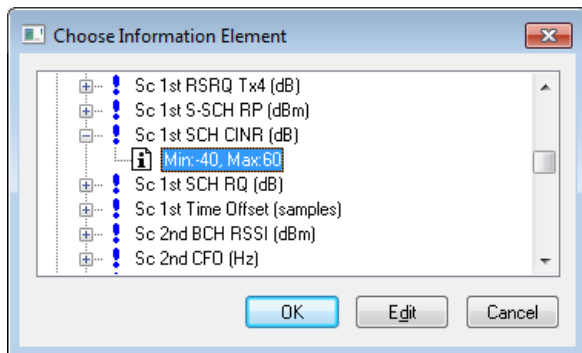 Choose Information Element
Sc 1st RSRQ Tx4 (dB)
Sc 1st S-SCH RP (dBm)
Sc 1st SCH CINR (dB)
Min:-40, Max:60
Sc 1st SCH RQ (dB)
Sc 1st Time Offset (samples)
Sc 2nd BCH RSSI (dBm)
Sc 2nd CFO (Hz)
OK Edit Cancel